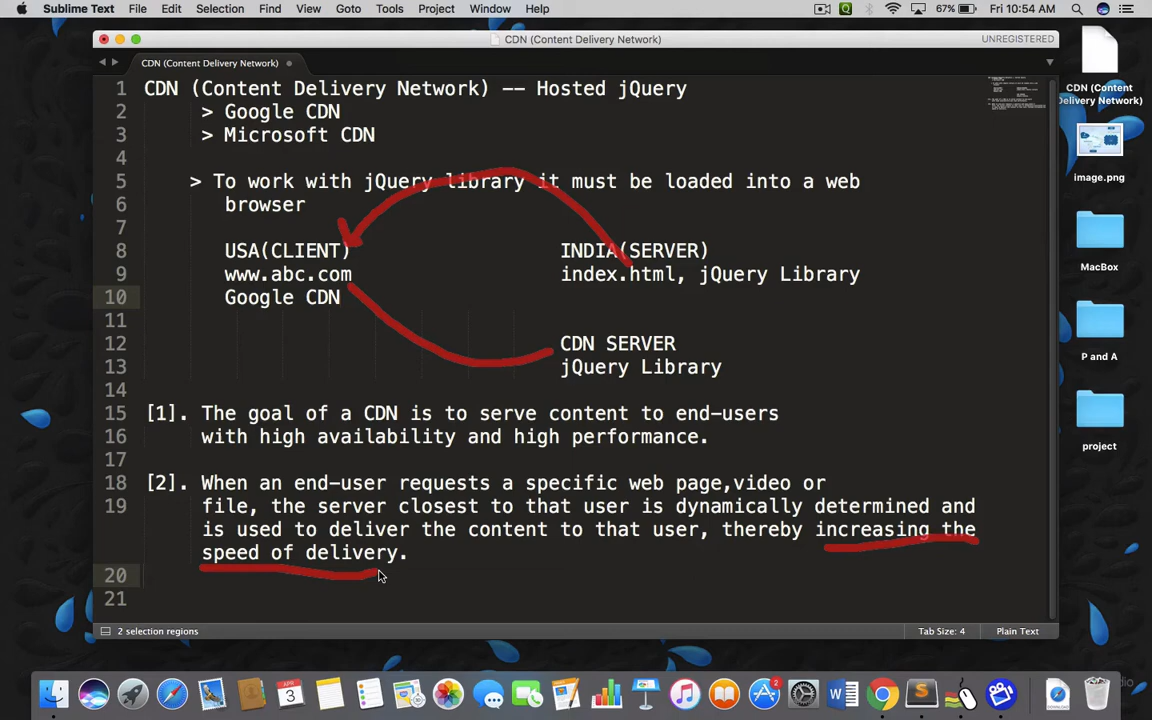 Sublime Text File Edit Selection Find View Goto Tools Project Window Help 67% Fri 10:54 AM
CDN (Content Delivery Network) UNREGISTERED
CDN (Content Delivery Network)
1 CDN (Content Delivery Network) -- Hosted jQuery
2 > Google CDN
3 > Microsoft CDN
4
5 > To work with jQuery library it must be loaded into a web
6 browser
7
8 USA(CLIENT) INDIA(SERVER)
9 www.abc.com index.html, jQuery Library
10 Google CDN
11
12 CDN SERVER
13 jQuery Library
14
15 [1]. The goal of a CDN is to serve content to end-users
16 with high availability and high performance.
17
18 [2]. When an end-user requests a specific web page,video or
19 file, the server closest to that user is dynamically determined and
is used to deliver the content to that user, thereby increasing the
speed of delivery.
20
21
2 selection regions Tab Size: 4 Plain Text
CDN (Content
Delivery Network)
image.png
MacBox
P and A
project
APR
3
2
W
S